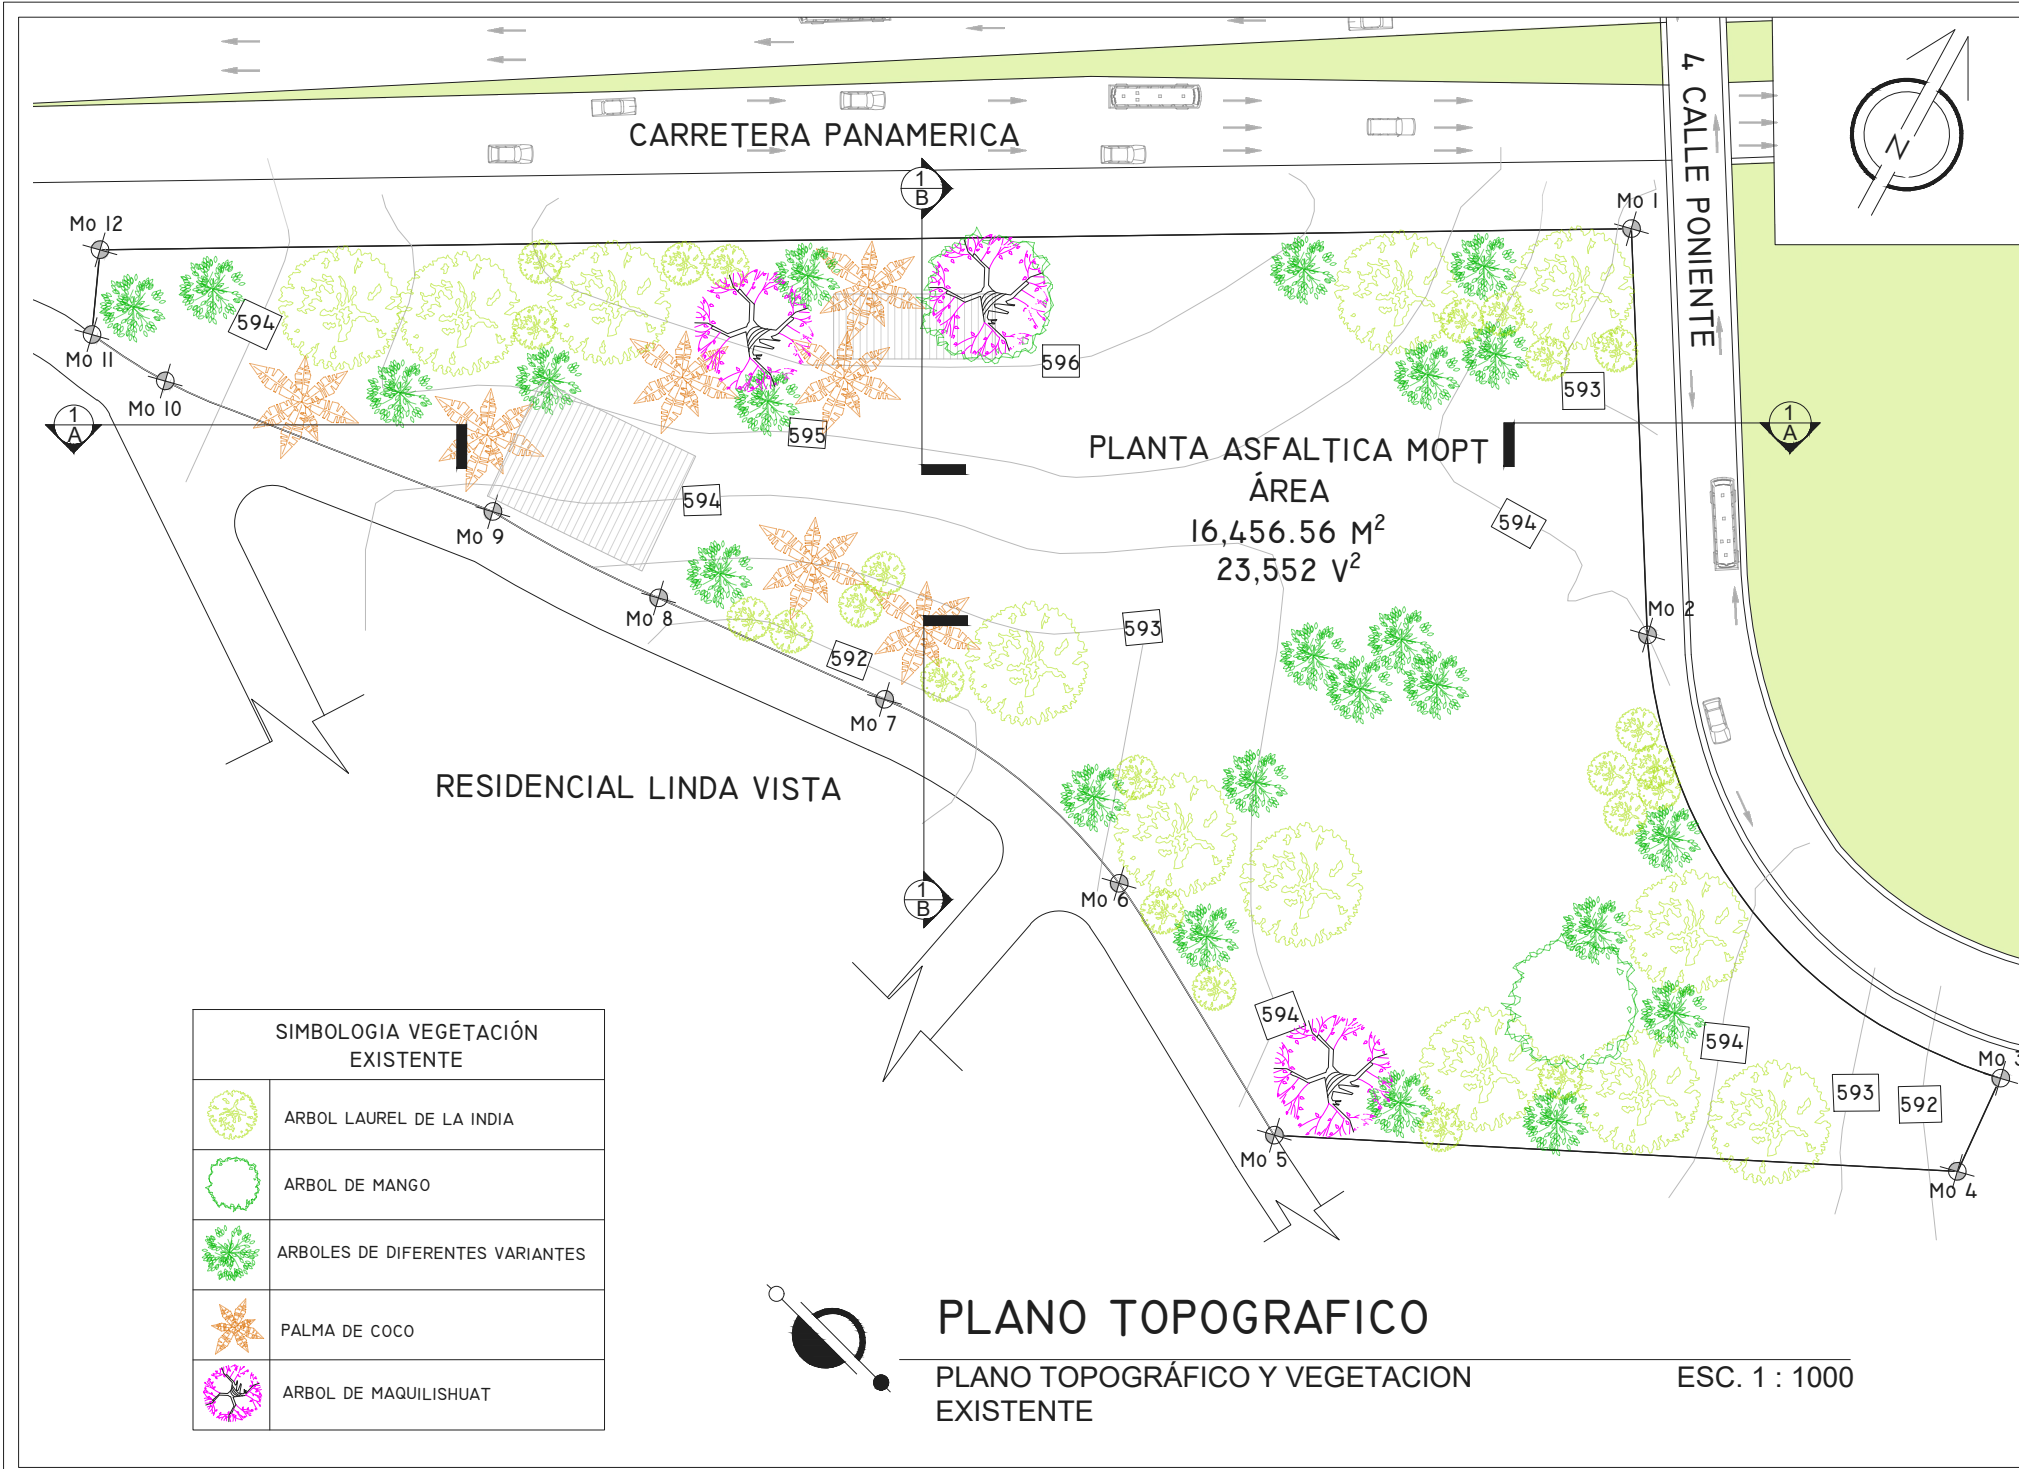 4 CALLE PONIENTE
CARRETERA PANAMERICA
N
1
B
Mo 12
Mo 1
594
Mo 11
596
Mo 10
593
1
A
1
A
595
PLANTA ASFALTICA MOPT
ÁREA
16,456.56 M²
23,552 V²
594
594
Mo 9
Mo 8
Mo 2
593
592
Mo 7
RESIDENCIAL LINDA VISTA
1
B
Mo 6
594
594
Mo 3
593
592
Mo 5
Mo 4
SIMBOLOGIA VEGETACIÓN
EXISTENTE
ARBOL LAUREL DE LA INDIA
ARBOL DE MANGO
ARBOLES DE DIFERENTES VARIANTES
PALMA DE COCO
ARBOL DE MAQUILISHUAT
PLANO TOPOGRAFICO
PLANO TOPOGRÁFICO Y VEGETACION
EXISTENTE
ESC. 1 : 1000